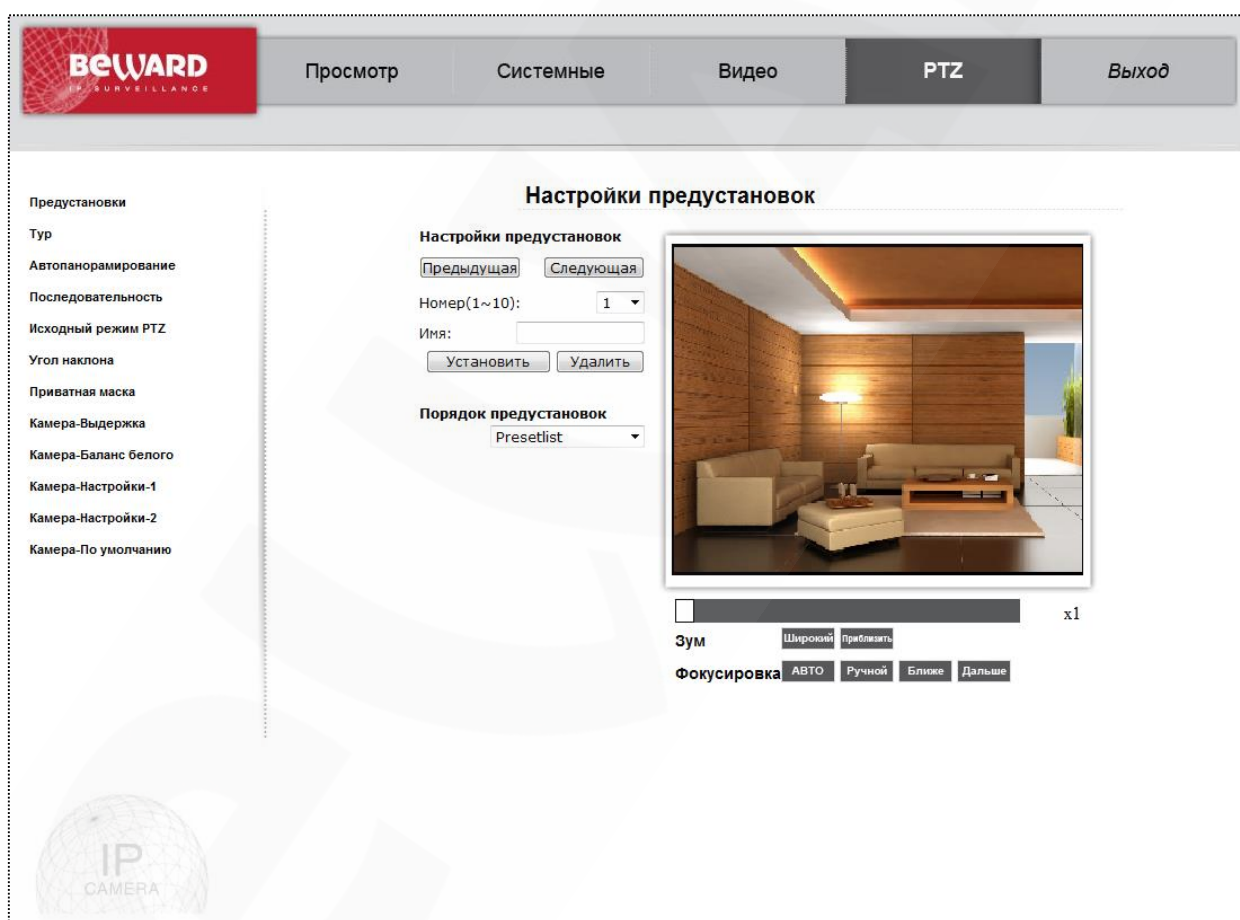 BEWARD
IP SURVEILLANCE
Просмотр
Системные
Видео
PTZ
Выход
Предустановки
Тур
Автопанорамирование
Последовательность
Исходный режим PTZ
Угол наклона
Приватная маска
Камера-Выдержка
Камера-Баланс белого
Камера-Настройки-1
Камера-Настройки-2
Камера-По умолчанию
Настройки предустановок
Настройки предустановок
Предыдущая Следующая
Номер(1~10): 1
Имя:
Установить Удалить
Порядок предустановок
Presetlist
x1
Зум Широкий Приблизить
Фокусировка АВТО Ручной Ближе Дальше
IP
CAMERA